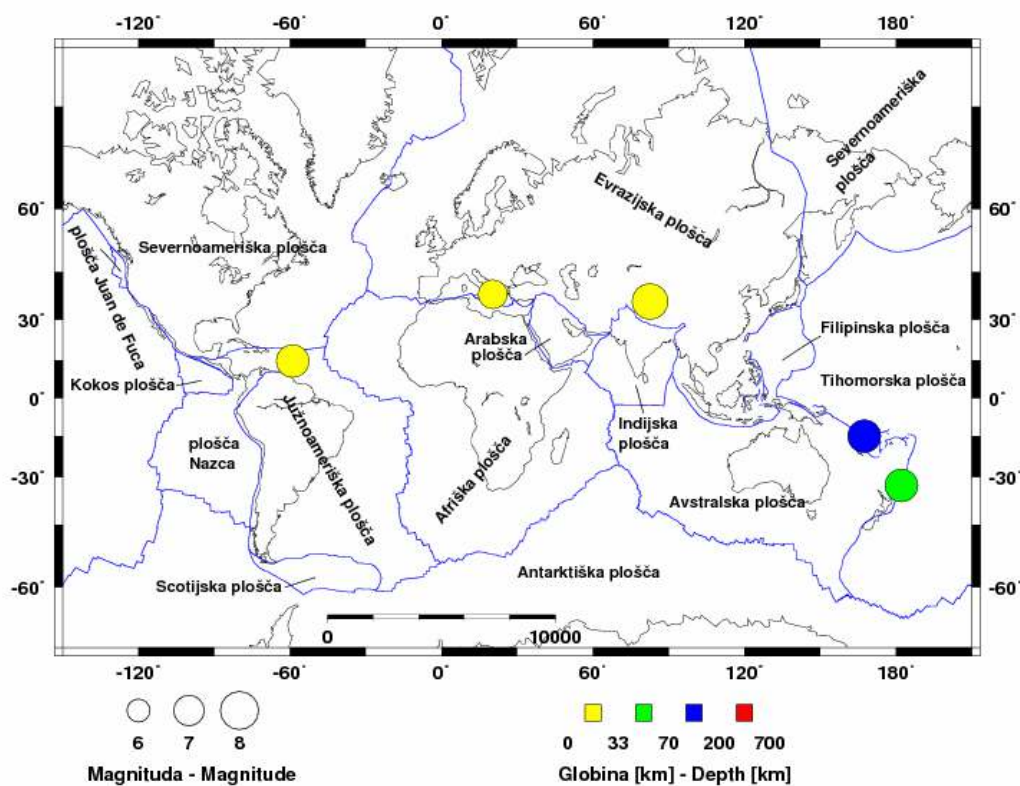 -120° -60° 0° 60° 120° 180°
60° 60°
30° 30°
0° 0°
-30° -30°
-60° -60°
Severnoameriška
plošča
Evrazijska plošča
Severnoameriška plošča
plošča Juan de Fuca
Arabska
plošča
Filipinska plošča
Kokos plošča
Tihomorska plošča
Južnoameriška plošča
Indijska
plošča
plošča
Nazca
Afriška plošča
Avstralska plošča
Antarktiška plošča
Scotijska plošča
0 10000
-120° -60° 0° 60° 120° 180°
6 7 8
0 33 70 200 700
Magnituda - Magnitude
Globina [km] - Depth [km]